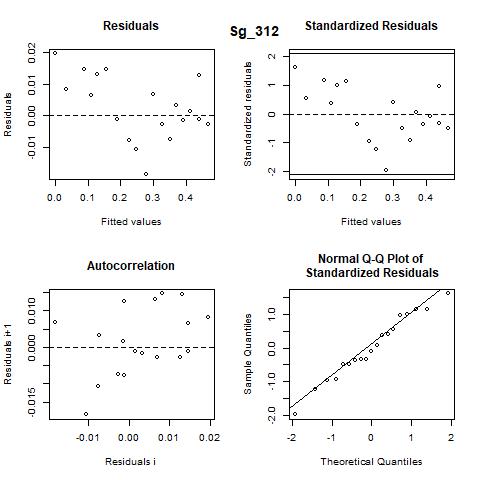 Sg_312
Residuals
Residuals
0.02
0.01
0.00
-0.01
0.0 0.1 0.2 0.3 0.4
Fitted values
Standardized Residuals
Standardized residuals
2
1
0
-1
-2
0.0 0.1 0.2 0.3 0.4
Fitted values
Autocorrelation
Residuals i+1
0.010
0.000
-0.015
-0.01 0.00 0.01 0.02
Residuals i
Normal Q-Q Plot of
Standardized Residuals
Sample Quantiles
1.0
0.0
-1.0
-2.0
-2 -1 0 1 2
Theoretical Quantiles